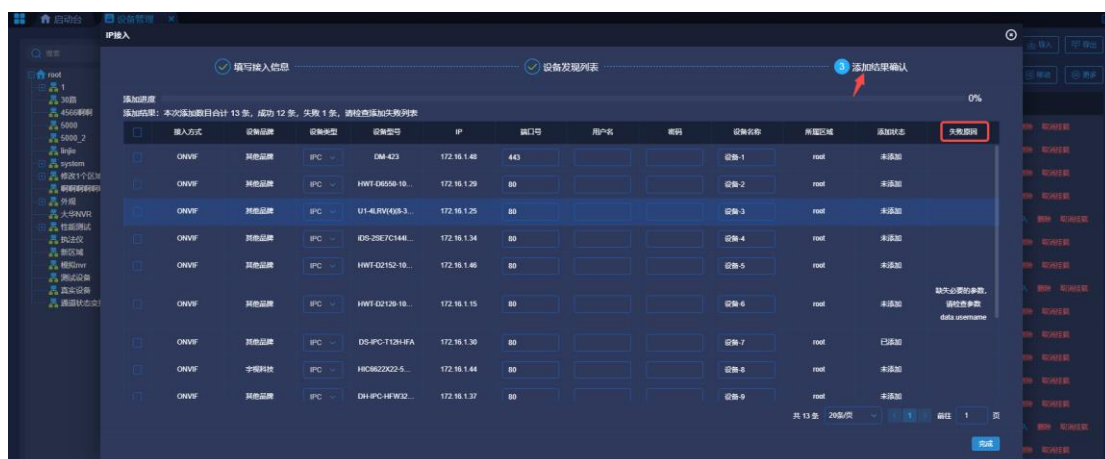 启动台 设备管理 ×
IP接入
搜索
导入 导出
移动 更多
填写接入信息 设备发现列表 3 添加结果确认
root
1
30路
4566啊啊
5000
5000_2
linjie
system
修改1个区域
啊啊啊啊啊
外观
大华NVR
性能测试
执法仪
新区域
模拟nvr
测试设备
真实设备
添加进度 0%
添加结果：本次添加数目合计 13 条，成功 12 条，失败 1 条，请检查添加失败列表
接入方式 设备品牌 设备类型 设备型号 IP 端口号 用户名 密码 设备名称 所属区域 添加状态 失败原因
ONVIF 其他品牌 IPC DM-423 172.16.1.48 443 设备-1 root 未添加
ONVIF 其他品牌 IPC HWT-D6550-10... 172.16.1.29 80 设备-2 root 未添加
ONVIF 其他品牌 IPC U1-4LRV(4)(8-3... 172.16.1.25 80 设备-3 root 未添加
ONVIF 其他品牌 IPC iDS-2SE7C144I... 172.16.1.34 80 设备-4 root 未添加
ONVIF 其他品牌 IPC HWT-D2152-10... 172.16.1.46 80 设备-5 root 未添加
ONVIF 其他品牌 IPC HWT-D2120-10... 172.16.1.15 80 设备-6 root 未添加 缺失必要的参数，
请检查参数
data.username
ONVIF 其他品牌 IPC DS-IPC-T12H-IFA 172.16.1.30 80 设备-7 root 已添加
ONVIF 宇视科技 IPC HIC8622X22-5... 172.16.1.44 80 设备-8 root 未添加
ONVIF 其他品牌 IPC DH-IPC-HFW32... 172.16.1.37 80 设备-9 root 未添加
共 13 条 20条/页 1 前往 1 页
完成